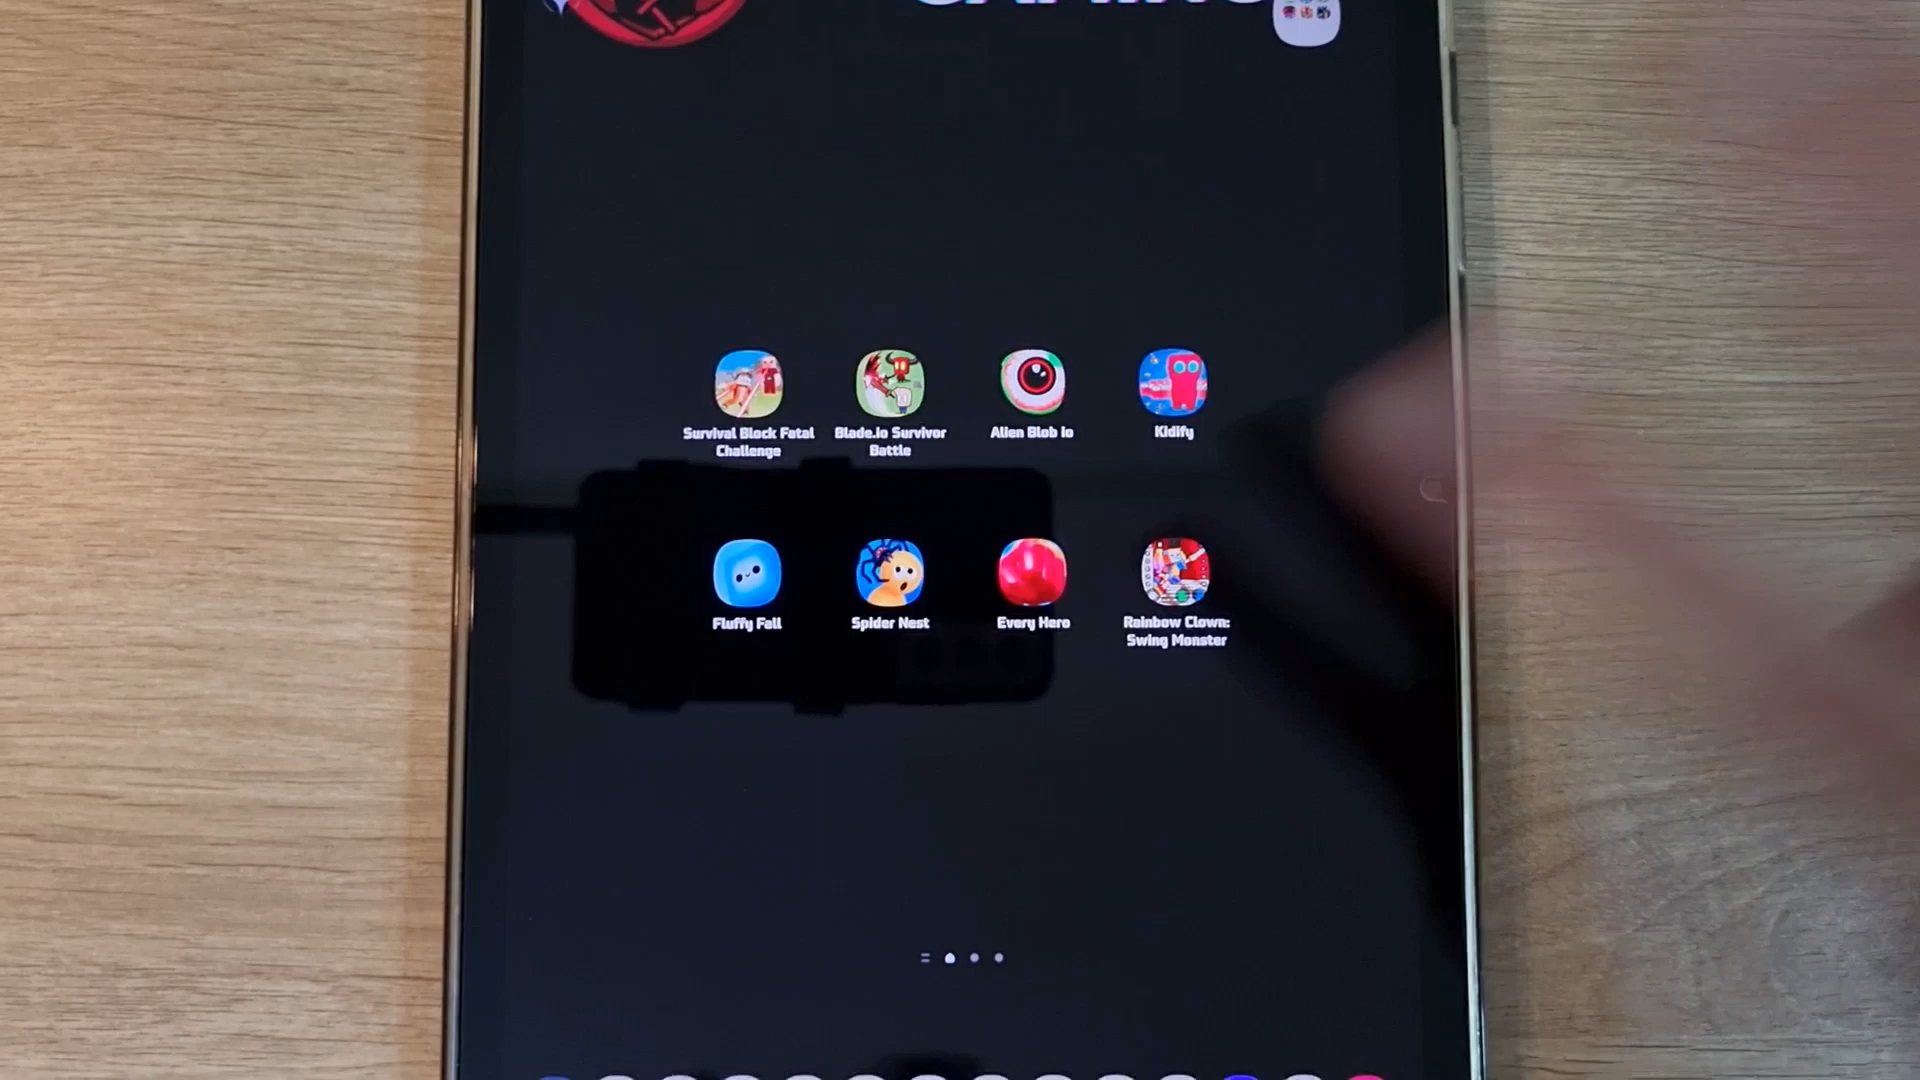 GAMING
Survival Block Fatal
Challenge
Blade.io Survivor
Battle
Alien Blob io
Kidify
Fluffy Fall
Spider Nest
Every Hero
Rainbow Clown:
Swing Monster